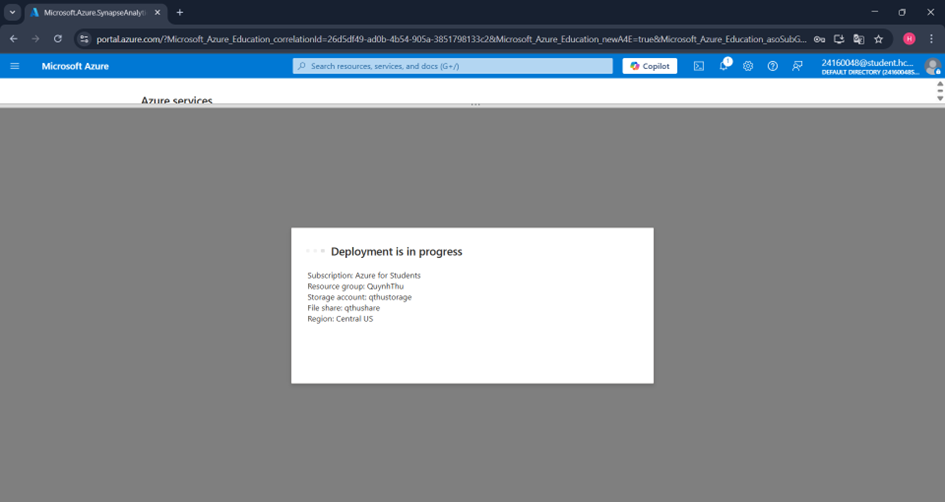 Microsoft.Azure.SynapseAnalyti
portal.azure.com/?Microsoft_Azure_Education_correlationId=26d5df49-ad0b-4b54-905a-3851798133c2&Microsoft_Azure_Education_newA4E=true&Microsoft_Azure_Education_asoSubG...
H
Microsoft Azure
Search resources, services, and docs (G+/)
Copilot
1
24160048@student.hc...
DEFAULT DIRECTORY (24160048S...
Azure services
Deployment is in progress
Subscription: Azure for Students
Resource group: QuynhThu
Storage account: qthustorage
File share: qthushare
Region: Central US